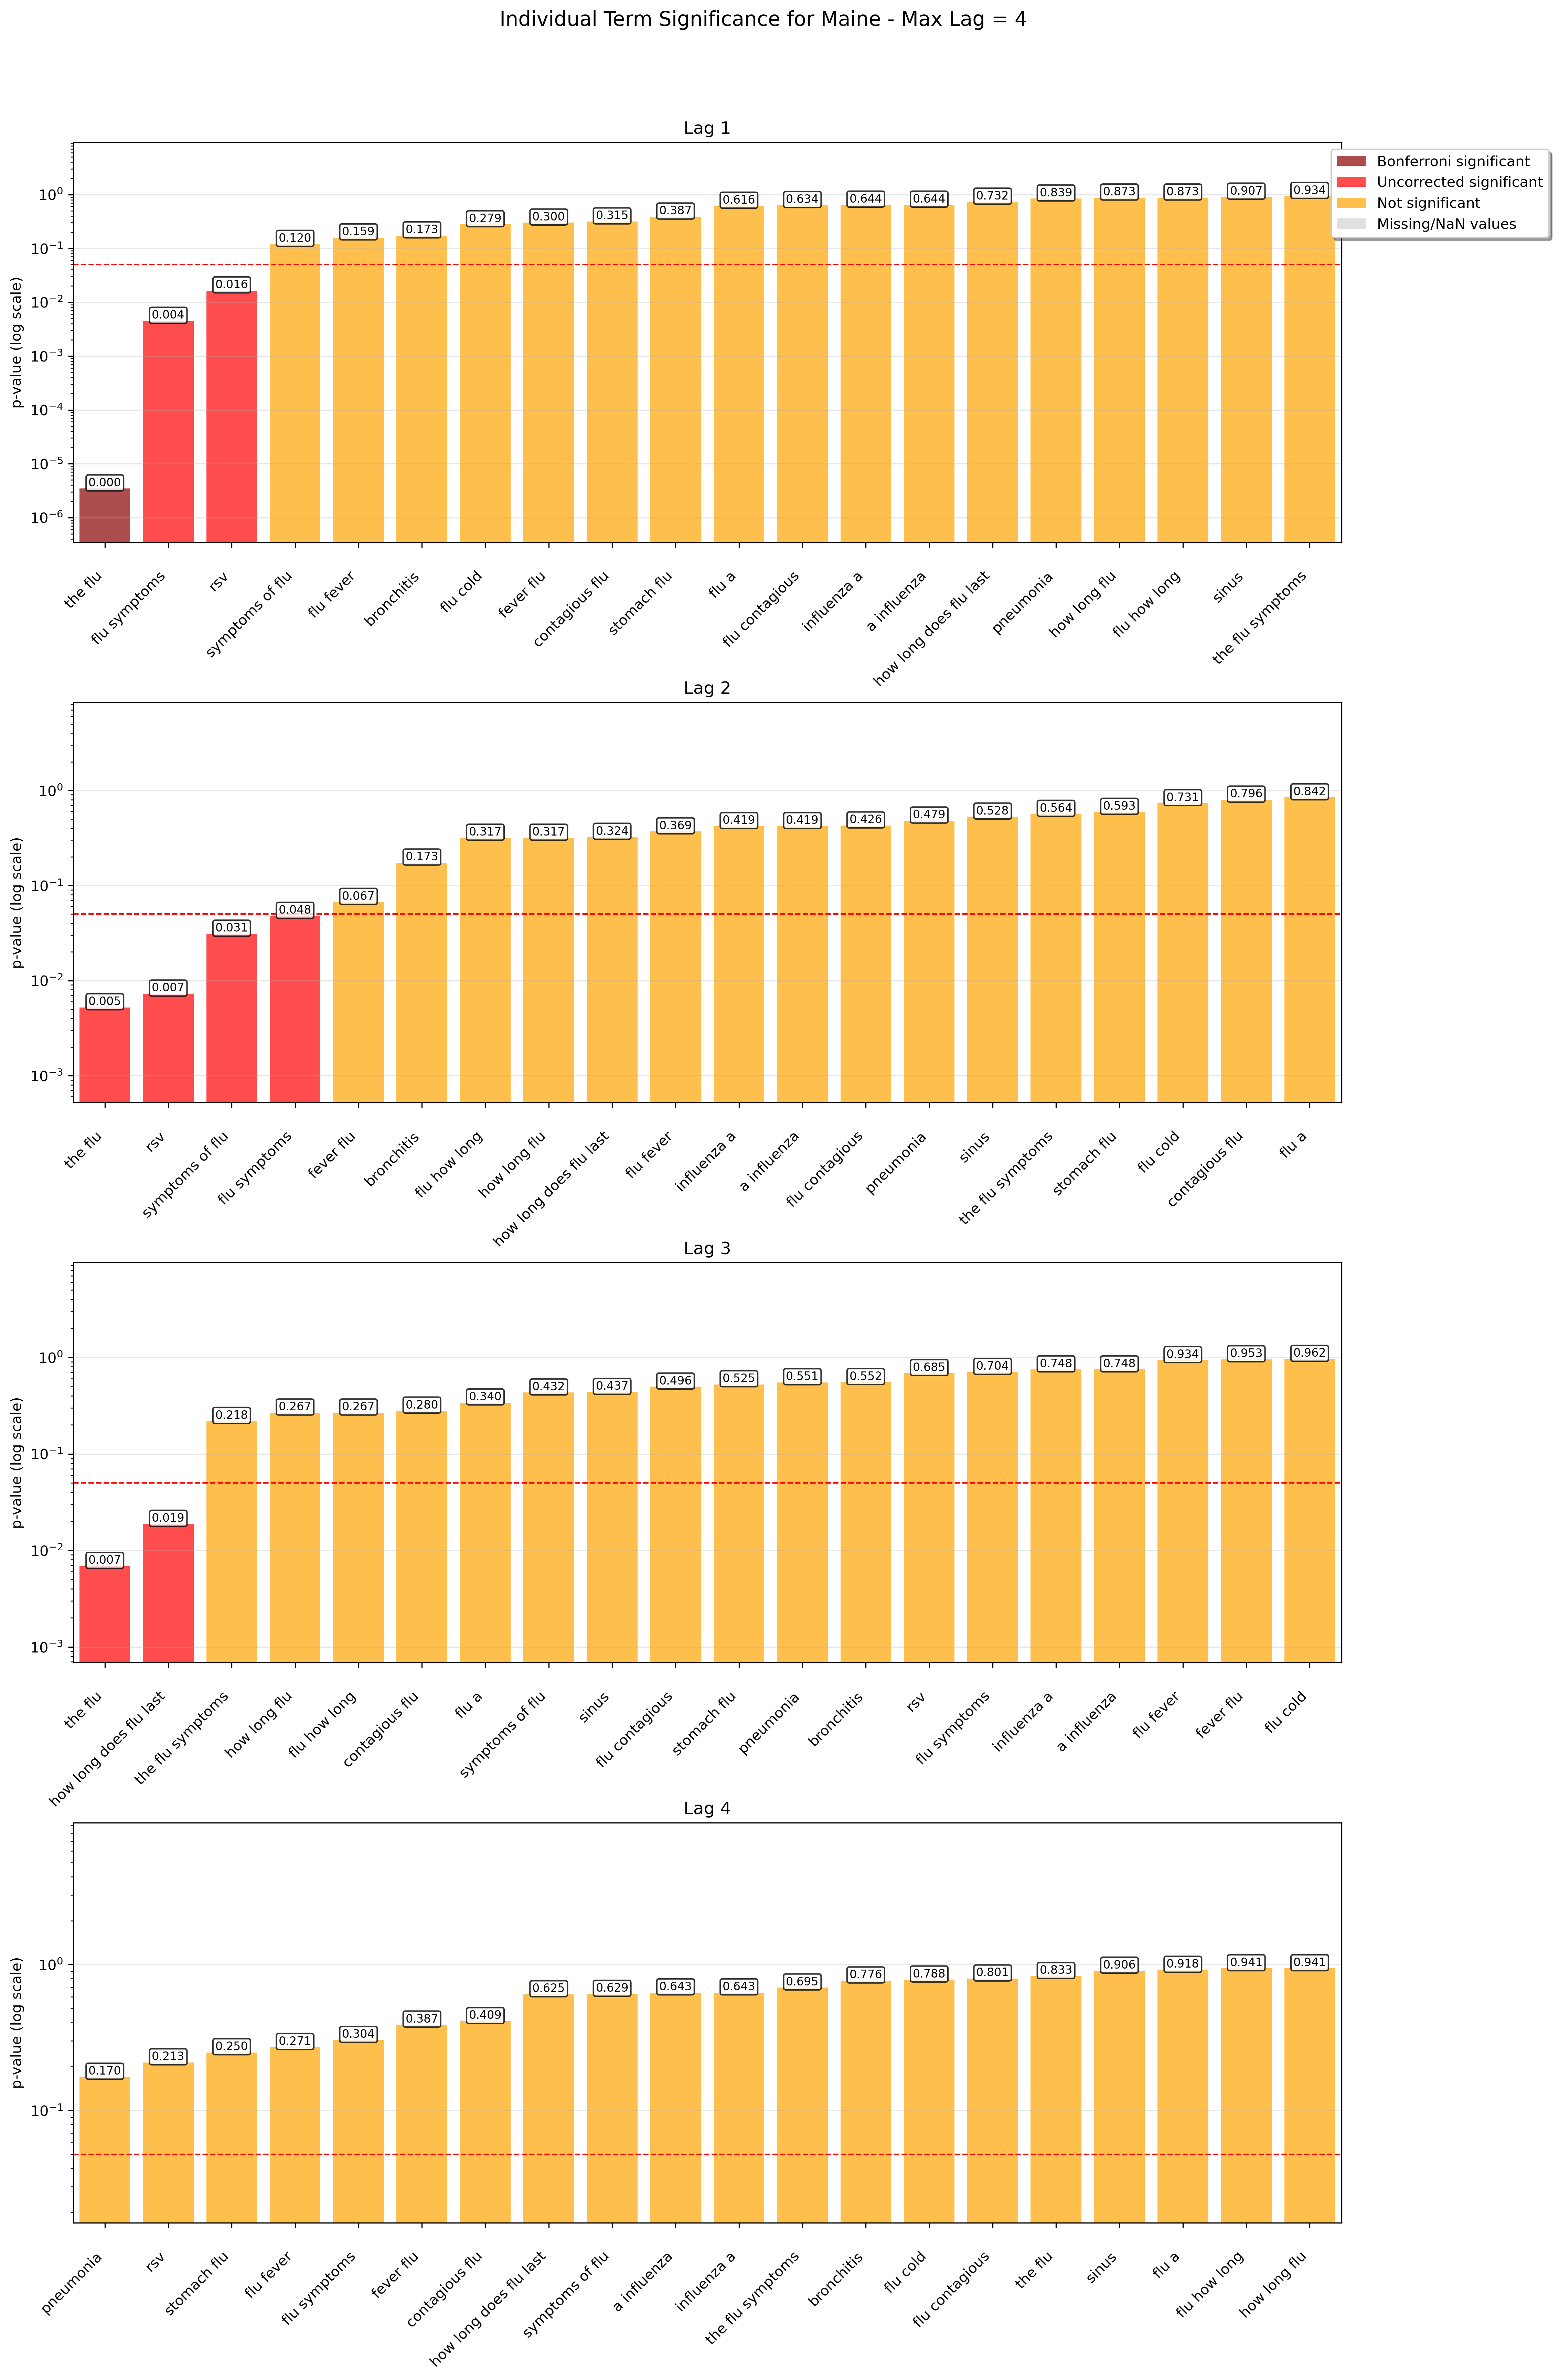 Individual Term Significance for Maine - Max Lag = 4
Lag 1
Bonferroni significant
Uncorrected significant
Not significant
Missing/NaN values
p-value (log scale)
10⁰
10⁻¹
10⁻²
10⁻³
10⁻⁴
10⁻⁵
10⁻⁶
0.000
0.004
0.016
0.120
0.159
0.173
0.279
0.300
0.315
0.387
0.616
0.634
0.644
0.644
0.732
0.839
0.873
0.873
0.907
0.934
the flu
flu symptoms
rsv
symptoms of flu
flu fever
bronchitis
flu cold
fever flu
contagious flu
stomach flu
flu a
flu contagious
influenza a
a influenza
how long does flu last
pneumonia
how long flu
flu how long
sinus
the flu symptoms
Lag 2
p-value (log scale)
10⁰
10⁻¹
10⁻²
10⁻³
0.005
0.007
0.031
0.048
0.067
0.173
0.317
0.317
0.324
0.369
0.419
0.419
0.426
0.479
0.528
0.564
0.593
0.731
0.796
0.842
the flu
rsv
symptoms of flu
flu symptoms
fever flu
bronchitis
flu how long
how long flu
how long does flu last
flu fever
influenza a
a influenza
flu contagious
pneumonia
sinus
the flu symptoms
stomach flu
flu cold
contagious flu
flu a
Lag 3
p-value (log scale)
10⁰
10⁻¹
10⁻²
10⁻³
0.007
0.019
0.218
0.267
0.267
0.280
0.340
0.432
0.437
0.496
0.525
0.551
0.552
0.685
0.704
0.748
0.748
0.934
0.953
0.962
the flu
how long does flu last
the flu symptoms
how long flu
flu how long
contagious flu
flu a
symptoms of flu
sinus
flu contagious
stomach flu
pneumonia
bronchitis
rsv
flu symptoms
influenza a
a influenza
flu fever
fever flu
flu cold
Lag 4
p-value (log scale)
10⁰
10⁻¹
0.170
0.213
0.250
0.271
0.304
0.387
0.409
0.625
0.629
0.643
0.643
0.695
0.776
0.788
0.801
0.833
0.906
0.918
0.941
0.941
pneumonia
rsv
stomach flu
flu fever
flu symptoms
fever flu
contagious flu
how long does flu last
symptoms of flu
a influenza
influenza a
the flu symptoms
bronchitis
flu cold
flu contagious
the flu
sinus
flu a
flu how long
how long flu